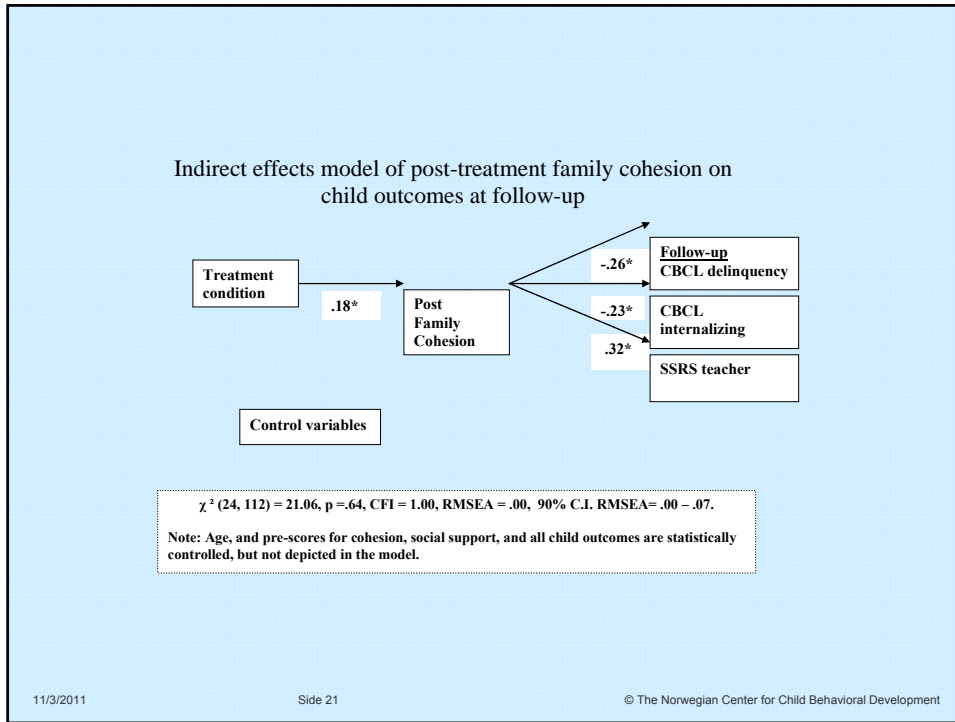 Indirect effects model of post-treatment family cohesion on
child outcomes at follow-up
Treatment
condition
.18*
Post
Family
Cohesion
-.26*
-.23*
.32*
Follow-up
CBCL delinquency
CBCL
internalizing
SSRS teacher
Control variables
χ ² (24, 112) = 21.06, p =.64, CFI = 1.00, RMSEA = .00, 90% C.I. RMSEA= .00 – .07.
Note: Age, and pre-scores for cohesion, social support, and all child outcomes are statistically
controlled, but not depicted in the model.
11/3/2011
Side 21
© The Norwegian Center for Child Behavioral Development